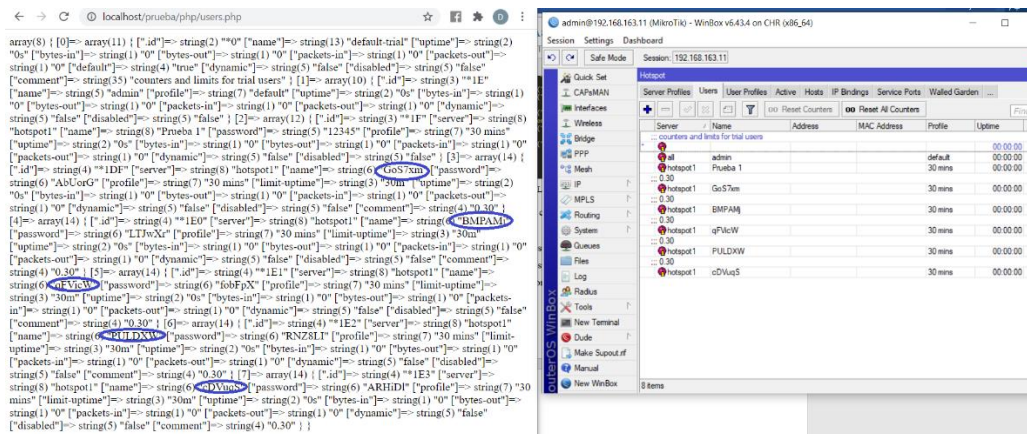 localhost/prueba/php/users.php
array(8) { [0]=> array(11) { [".id"]=> string(2) "*0" ["name"]=> string(13) "default-trial" ["uptime"]=> string(2)
"0s" ["bytes-in"]=> string(1) "0" ["bytes-out"]=> string(1) "0" ["packets-in"]=> string(1) "0" ["packets-out"]=>
string(1) "0" ["default"]=> string(4) "true" ["dynamic"]=> string(5) "false" ["disabled"]=> string(5) "false"
["comment"]=> string(35) "counters and limits for trial users" } [1]=> array(10) { [".id"]=> string(3) "*1E"
["name"]=> string(5) "admin" ["profile"]=> string(7) "default" ["uptime"]=> string(2) "0s" ["bytes-in"]=> string(1)
"0" ["bytes-out"]=> string(1) "0" ["packets-in"]=> string(1) "0" ["packets-out"]=> string(1) "0" ["dynamic"]=>
string(5) "false" ["disabled"]=> string(5) "false" } [2]=> array(12) { [".id"]=> string(3) "*1F" ["server"]=> string(8)
"hotspot1" ["name"]=> string(8) "Prueba 1" ["password"]=> string(5) "12345" ["profile"]=> string(7) "30 mins"
["uptime"]=> string(2) "0s" ["bytes-in"]=> string(1) "0" ["bytes-out"]=> string(1) "0" ["packets-in"]=> string(1) "0"
["packets-out"]=> string(1) "0" ["dynamic"]=> string(5) "false" ["disabled"]=> string(5) "false" } [3]=> array(14) {
[".id"]=> string(4) "*1DF" ["server"]=> string(8) "hotspot1" ["name"]=> string(6) "GoS7xm" ["password"]=>
string(6) "AbUorG" ["profile"]=> string(7) "30 mins" ["limit-uptime"]=> string(3) "30m" ["uptime"]=> string(2)
"0s" ["bytes-in"]=> string(1) "0" ["bytes-out"]=> string(1) "0" ["packets-in"]=> string(1) "0" ["packets-out"]=>
string(1) "0" ["dynamic"]=> string(5) "false" ["disabled"]=> string(5) "false" ["comment"]=> string(4) "0.30" }
[4]=> array(14) { [".id"]=> string(4) "*1E0" ["server"]=> string(8) "hotspot1" ["name"]=> string(6) "BMPAMj"
["password"]=> string(6) "LTJwXr" ["profile"]=> string(7) "30 mins" ["limit-uptime"]=> string(3) "30m"
["uptime"]=> string(2) "0s" ["bytes-in"]=> string(1) "0" ["bytes-out"]=> string(1) "0" ["packets-in"]=> string(1) "0"
["packets-out"]=> string(1) "0" ["dynamic"]=> string(5) "false" ["disabled"]=> string(5) "false" ["comment"]=>
string(4) "0.30" } [5]=> array(14) { [".id"]=> string(4) "*1E1" ["server"]=> string(8) "hotspot1" ["name"]=>
string(6) "qFVicW" ["password"]=> string(6) "fobFpX" ["profile"]=> string(7) "30 mins" ["limit-uptime"]=>
string(3) "30m" ["uptime"]=> string(2) "0s" ["bytes-in"]=> string(1) "0" ["bytes-out"]=> string(1) "0" ["packets-
in"]=> string(1) "0" ["packets-out"]=> string(1) "0" ["dynamic"]=> string(5) "false" ["disabled"]=> string(5) "false"
["comment"]=> string(4) "0.30" } [6]=> array(14) { [".id"]=> string(4) "*1E2" ["server"]=> string(8) "hotspot1"
["name"]=> string(6) "PULDXW" ["password"]=> string(6) "RNZ8LI" ["profile"]=> string(7) "30 mins" ["limit-
uptime"]=> string(3) "30m" ["uptime"]=> string(2) "0s" ["bytes-in"]=> string(1) "0" ["bytes-out"]=> string(1) "0"
["packets-in"]=> string(1) "0" ["packets-out"]=> string(1) "0" ["dynamic"]=> string(5) "false" ["disabled"]=>
string(5) "false" ["comment"]=> string(4) "0.30" } [7]=> array(14) { [".id"]=> string(4) "*1E3" ["server"]=>
string(8) "hotspot1" ["name"]=> string(6) "cDVuqS" ["password"]=> string(6) "ARHiDl" ["profile"]=> string(7) "30
mins" ["limit-uptime"]=> string(3) "30m" ["uptime"]=> string(2) "0s" ["bytes-in"]=> string(1) "0" ["bytes-out"]=>
string(1) "0" ["packets-in"]=> string(1) "0" ["packets-out"]=> string(1) "0" ["dynamic"]=> string(5) "false"
["disabled"]=> string(5) "false" ["comment"]=> string(4) "0.30" } }
admin@192.168.163.11 (MikroTik) - WinBox v6.43.4 on CHR (x86_64)
Session Settings Dashboard
Safe Mode Session: 192.168.163.11
Quick Set
CAPsMAN
Interfaces
Wireless
Bridge
PPP
Mesh
IP
MPLS
Routing
System
Queues
Files
Log
Radius
Tools
New Terminal
Dude
Make Supout.rif
Manual
New WinBox
outerOS WinBox
Hotspot
Server Profiles Users User Profiles Active Hosts IP Bindings Service Ports Walled Garden ...
00 Reset Counters 00 Reset All Counters
Server Name Address MAC Address Profile Uptime
::: counters and limits for trial users
* 00:00:00
all admin default 00:00:00
hotspot1 Prueba 1 30 mins 00:00:00
::: 0.30
hotspot1 GoS7xm 30 mins 00:00:00
::: 0.30
hotspot1 BMPAMj 30 mins 00:00:00
::: 0.30
hotspot1 qFVicW 30 mins 00:00:00
::: 0.30
hotspot1 PULDXW 30 mins 00:00:00
::: 0.30
hotspot1 cDVuqS 30 mins 00:00:00
8 items